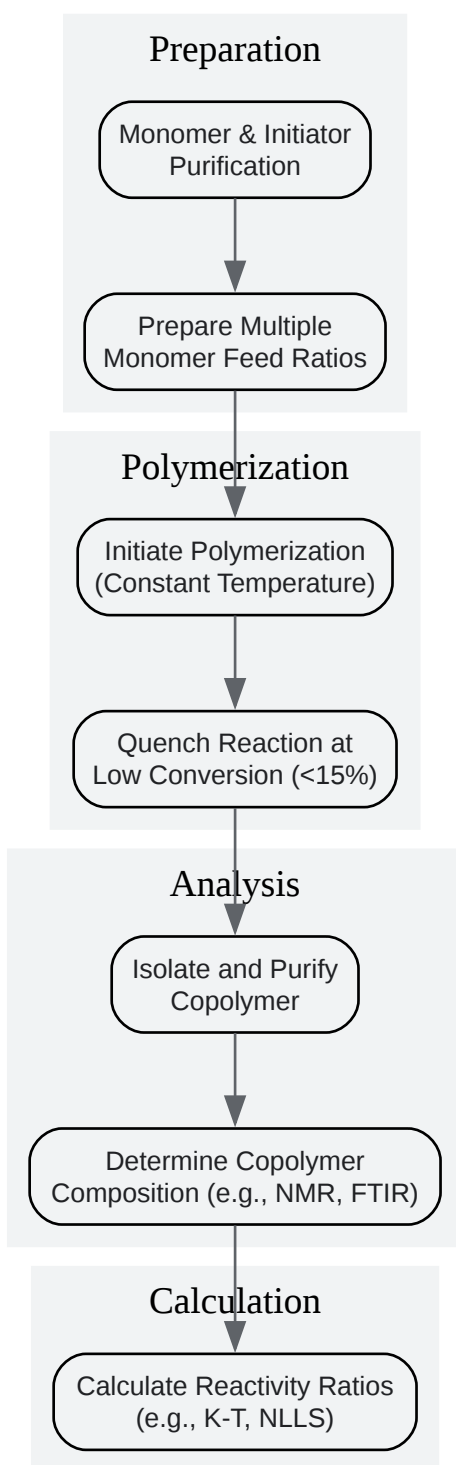 Preparation
Monomer & Initiator
Purification
Prepare Multiple
Monomer Feed Ratios
Polymerization
Initiate Polymerization
(Constant Temperature)
Quench Reaction at
Low Conversion (<15%)
Analysis
Isolate and Purify
Copolymer
Determine Copolymer
Composition (e.g., NMR, FTIR)
Calculation
Calculate Reactivity Ratios
(e.g., K-T, NLLS)